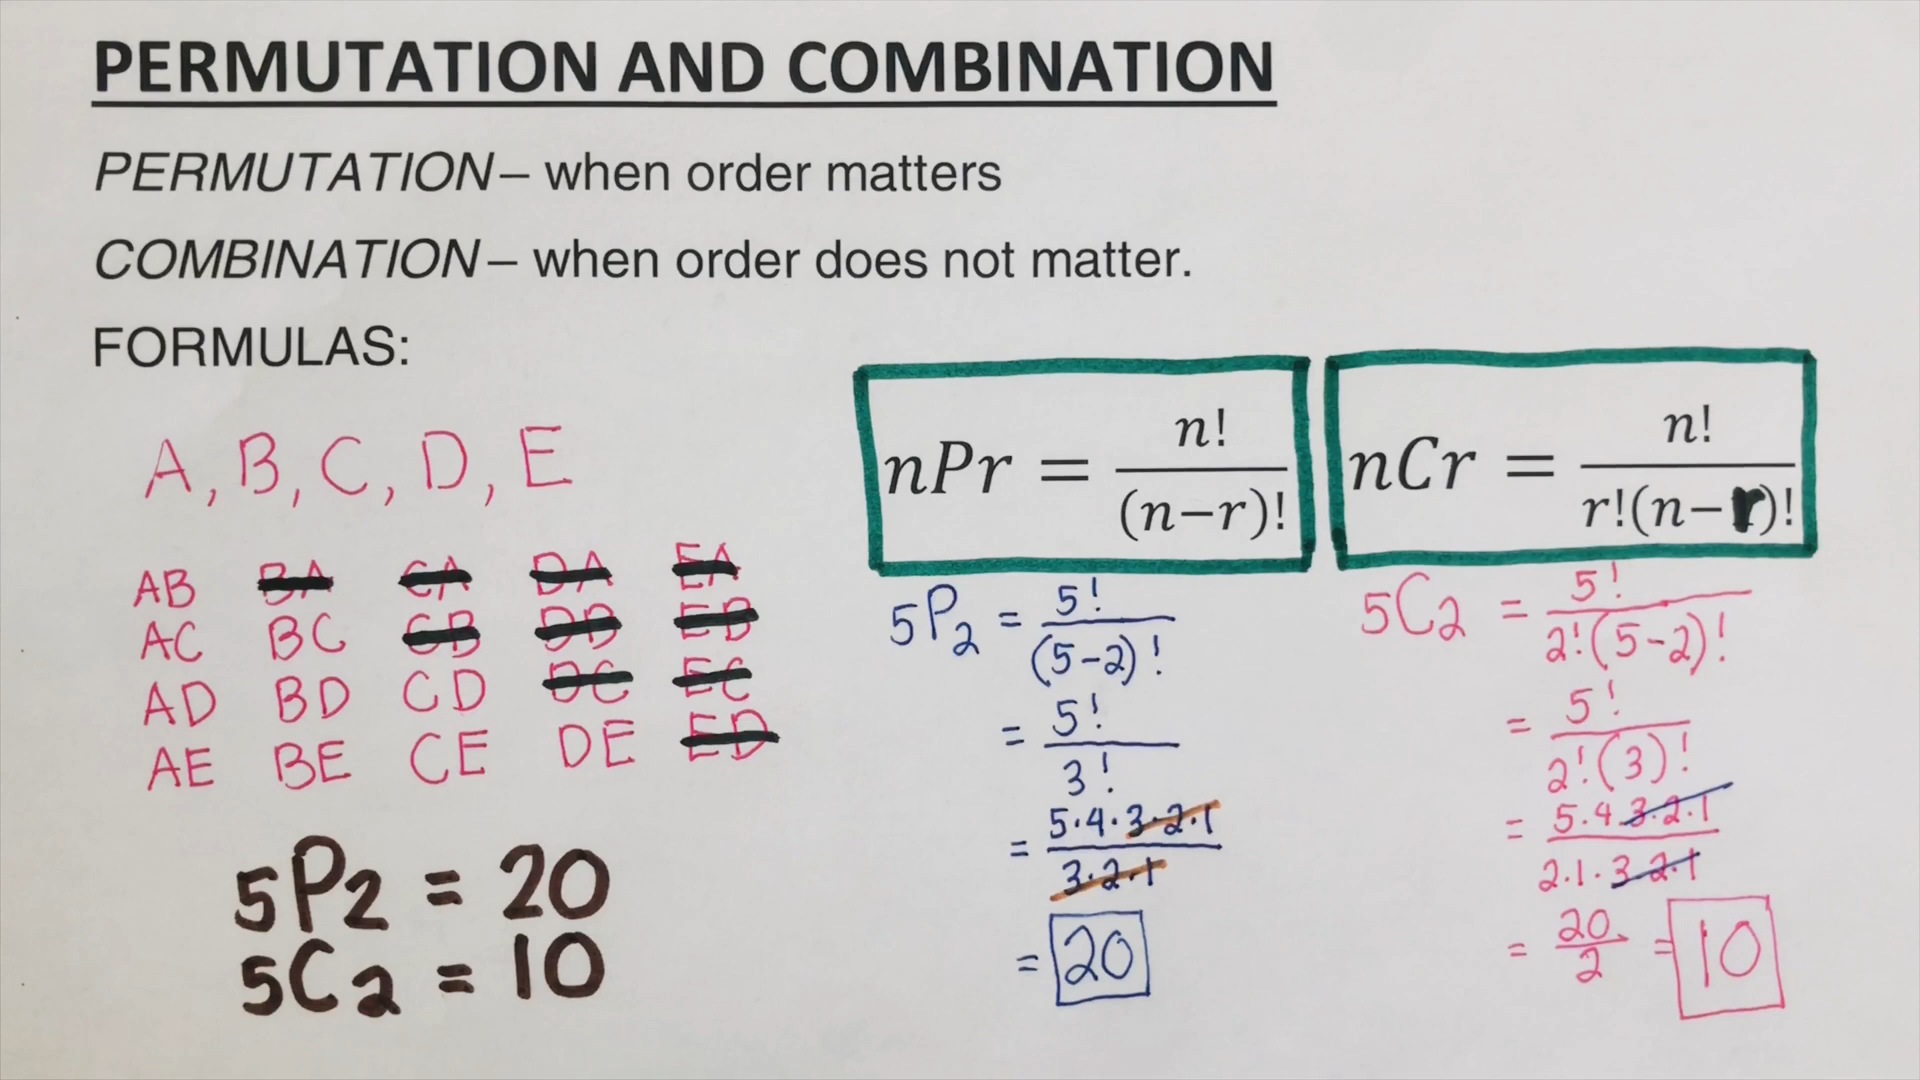 PERMUTATION AND COMBINATION
PERMUTATION – when order matters
COMBINATION – when order does not matter.
FORMULAS:
A, B, C, D, E
AB BA CA DA EA
AC BC CB DB EB
AD BD CD DC EC
AE BE CE DE ED
5P2 = 20
5C2 = 10
nPr = n!/(n-r)!
5P2 = 5!/(5-2)!
= 5!/3!
= 5·4·3·2·1/3·2·1
= 20
nCr = n!/r!(n-r)!
5C2 = 5!/2!(5-2)!
= 5!/2!(3)!
= 5·4·3·2·1/2·1·3·2·1
= 20/2 = 10